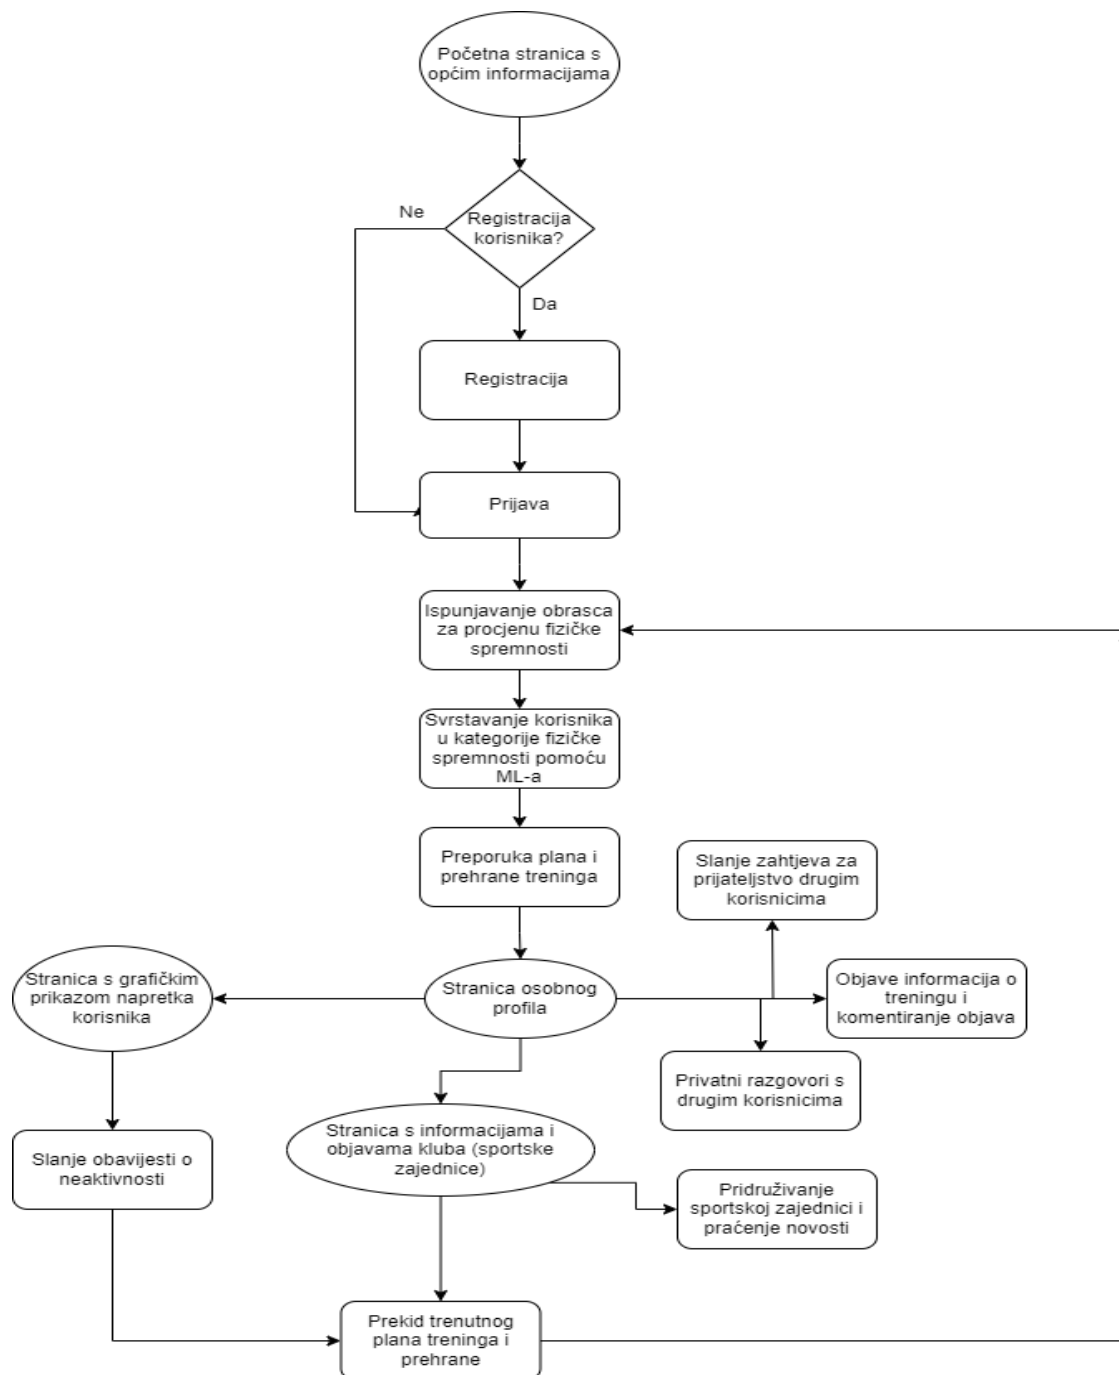 Početna stranica s
općim informacijama
Ne
Registracija
korisnika?
Da
Registracija
Prijava
Ispunjavanje obrasca
za procjenu fizičke
spremnosti
Svrstavanje korisnika
u kategorije fizičke
spremnosti pomoću
ML-a
Preporuka plana i
prehrane treninga
Slanje zahtjeva za
prijateljstvo drugim
korisnicima
Stranica s grafičkim
prikazom napretka
korisnika
Stranica osobnog
profila
Objave informacija o
treningu i
komentiranje objava
Privatni razgovori s
drugim korisnicima
Slanje obavijesti o
neaktivnosti
Stranica s informacijama i
objavama kluba (sportske
zajednice)
Pridruživanje
sportskoj zajednici i
praćenje novosti
Prekid trenutnog
plana treninga i
prehrane